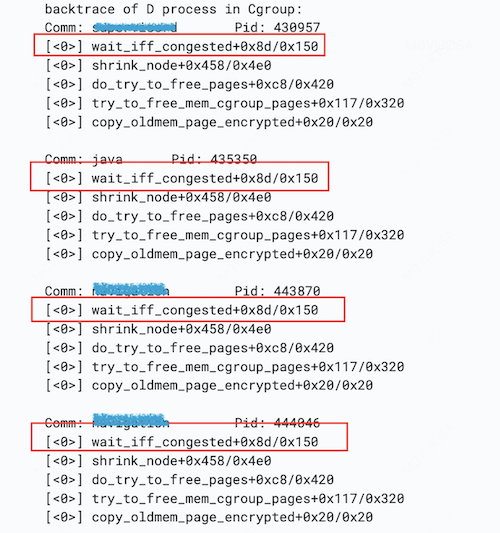 backtrace of D process in Cgroup:
Comm: Pid: 430957
[<0>] wait_iff_congested+0x8d/0x150
[<0>] shrink_node+0x458/0x4e0
[<0>] do_try_to_free_pages+0xc8/0x420
[<0>] try_to_free_mem_cgroup_pages+0x117/0x320
[<0>] copy_oldmem_page_encrypted+0x20/0x20
Comm: java Pid: 435350
[<0>] wait_iff_congested+0x8d/0x150
[<0>] shrink_node+0x458/0x4e0
[<0>] do_try_to_free_pages+0xc8/0x420
[<0>] try_to_free_mem_cgroup_pages+0x117/0x320
[<0>] copy_oldmem_page_encrypted+0x20/0x20
Comm: Pid: 443870
[<0>] wait_iff_congested+0x8d/0x150
[<0>] shrink_node+0x458/0x4e0
[<0>] do_try_to_free_pages+0xc8/0x420
[<0>] try_to_free_mem_cgroup_pages+0x117/0x320
[<0>] copy_oldmem_page_encrypted+0x20/0x20
Comm: Pid: 444046
[<0>] wait_iff_congested+0x8d/0x150
[<0>] shrink_node+0x458/0x4e0
[<0>] do_try_to_free_pages+0xc8/0x420
[<0>] try_to_free_mem_cgroup_pages+0x117/0x320
[<0>] copy_oldmem_page_encrypted+0x20/0x20